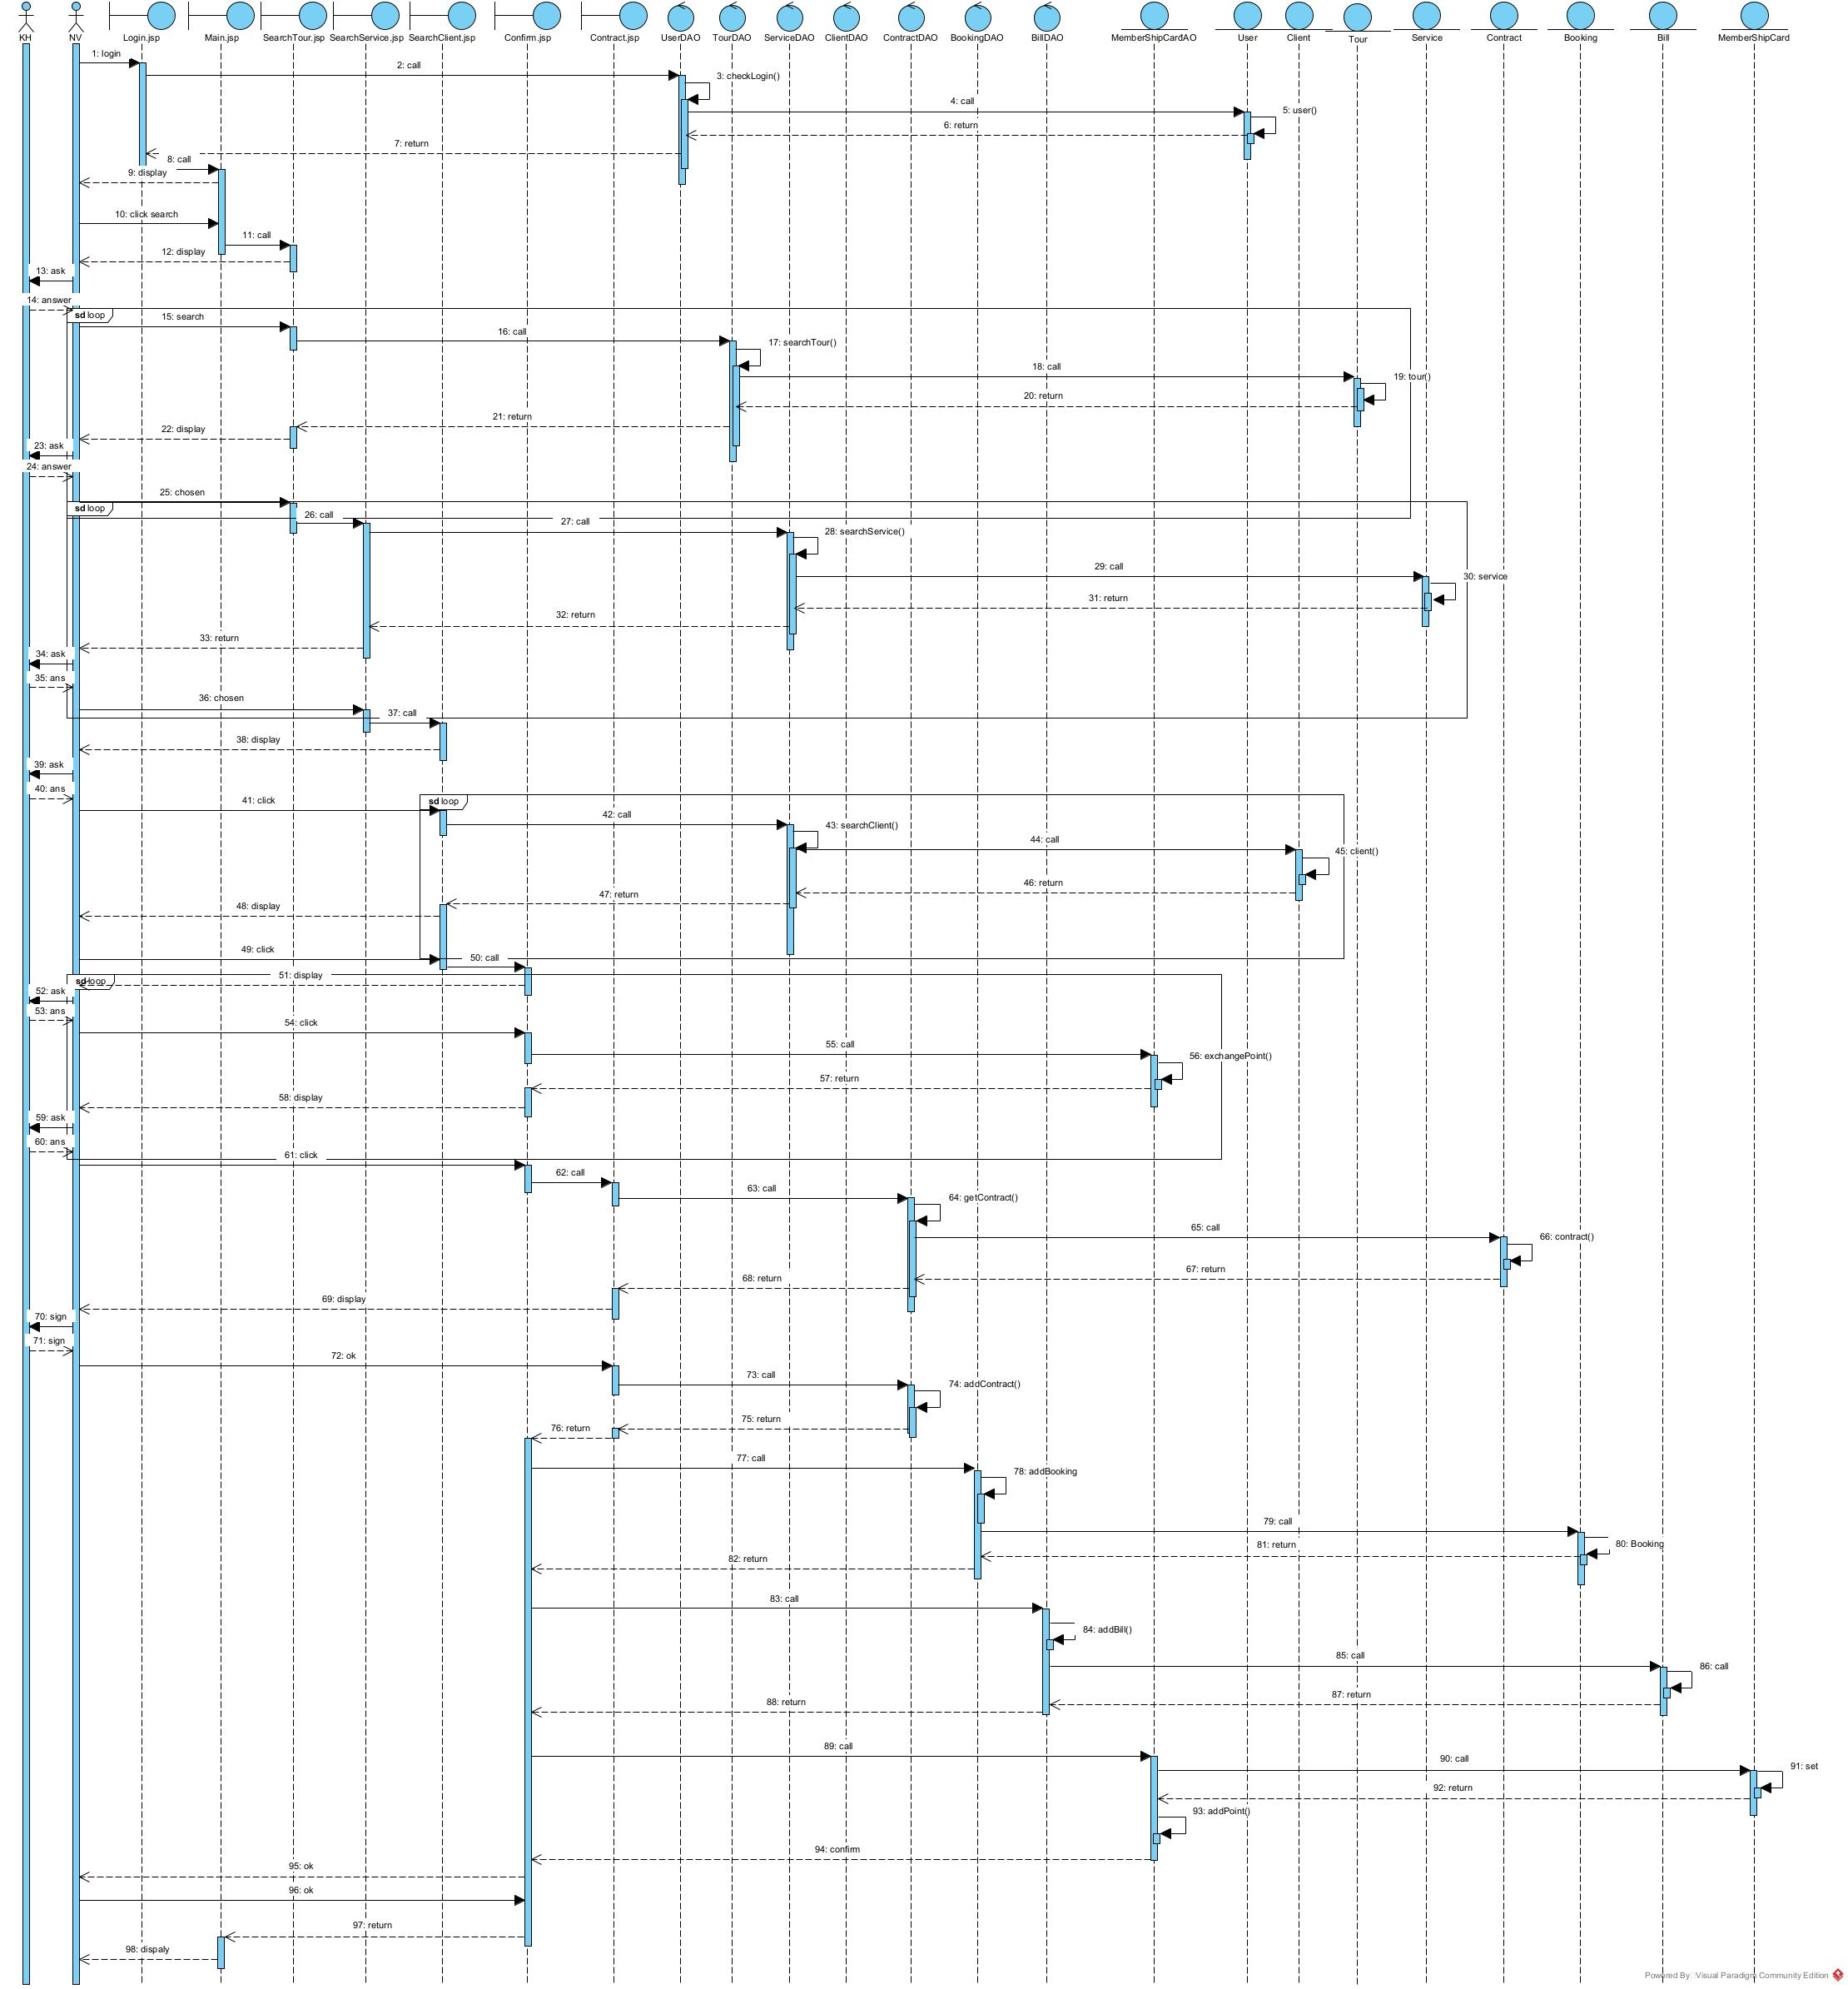 KH
NV
Login.jsp
Main.jsp
SearchTour.jsp
SearchService.jsp
SearchClient.jsp
Confirm.jsp
Contract.jsp
UserDAO
TourDAO
ServiceDAO
ClientDAO
ContractDAO
BookingDAO
BillDAO
MemberShipCardAO
User
Client
Tour
Service
Contract
Booking
Bill
MemberShipCard
1: login
2: call
3: checkLogin()
4: call
5: user()
6: return
7: return
8: call
9: display
10: click search
11: call
12: display
13: ask
14: answer
sd loop
15: search
16: call
17: searchTour()
18: call
19: tour()
20: return
21: return
22: display
23: ask
24: answer
25: chosen
sd loop
26: call
27: call
28: searchService()
29: call
30: service
31: return
32: return
33: return
34: ask
35: ans
36: chosen
37: call
38: display
39: ask
40: ans
41: click
sd loop
42: call
43: searchClient()
44: call
45: client()
46: return
47: return
48: display
49: click
50: call
51: display
sd loop
52: ask
53: ans
54: click
55: call
56: exchangePoint()
57: return
58: display
59: ask
60: ans
61: click
62: call
63: call
64: getContract()
65: call
66: contract()
67: return
68: return
69: display
70: sign
71: sign
72: ok
73: call
74: addContract()
75: return
76: return
77: call
78: addBooking
79: call
80: Booking
81: return
82: return
83: call
84: addBill()
85: call
86: call
87: return
88: return
89: call
90: call
91: set
92: return
93: addPoint()
94: confirm
95: ok
96: ok
97: return
98: dispaly
Powered By Visual Paradigm Community Edition